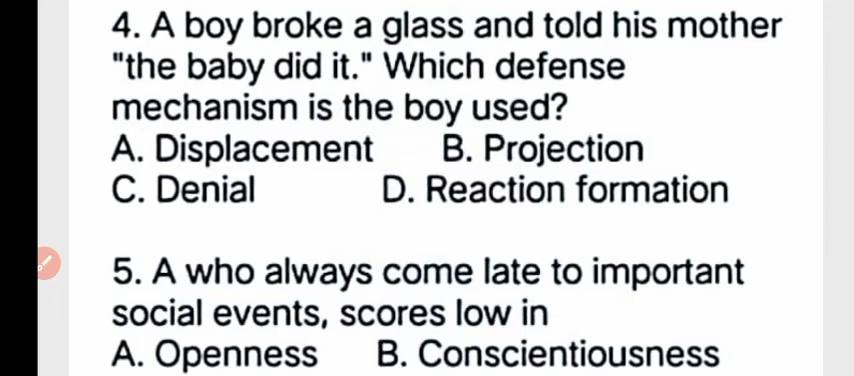 4. A boy broke a glass and told his mother
"the baby did it." Which defense
mechanism is the boy used?
A. Displacement B. Projection
C. Denial D. Reaction formation
5. A who always come late to important
social events, scores low in
A. Openness B. Conscientiousness